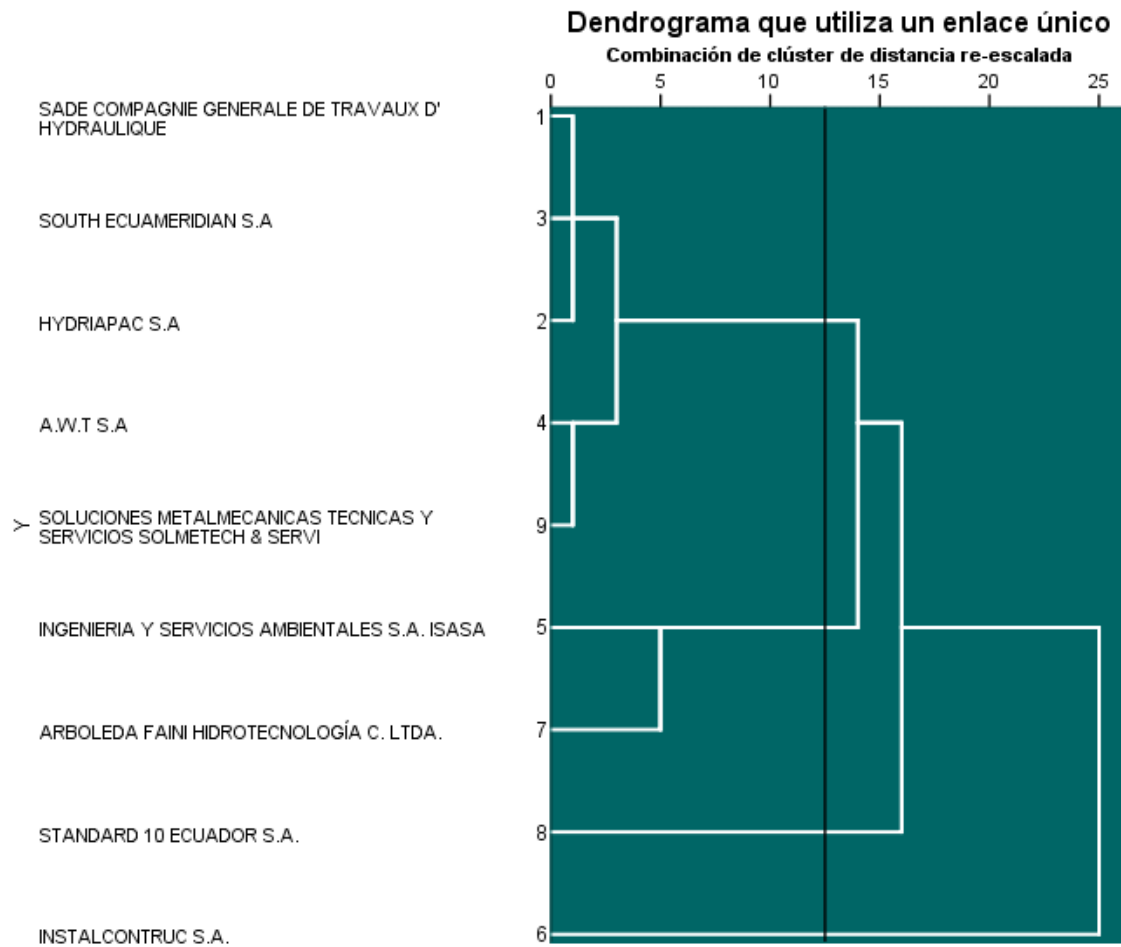 Dendrograma que utiliza un enlace único
Combinación de clúster de distancia re-escalada
0 5 10 15 20 25
SADE COMPAGNIE GENERALE DE TRAVAUX D'
HYDRAULIQUE
1
SOUTH ECUAMERIDIAN S.A
3
HYDRIAPAC S.A
2
A.W.T S.A
4
Y
SOLUCIONES METALMECANICAS TECNICAS Y
SERVICIOS SOLMETECH & SERVI
9
INGENIERIA Y SERVICIOS AMBIENTALES S.A. ISASA
5
ARBOLEDA FAINI HIDROTECNOLOGÍA C. LTDA.
7
STANDARD 10 ECUADOR S.A.
8
INSTALCONTRUC S.A.
6